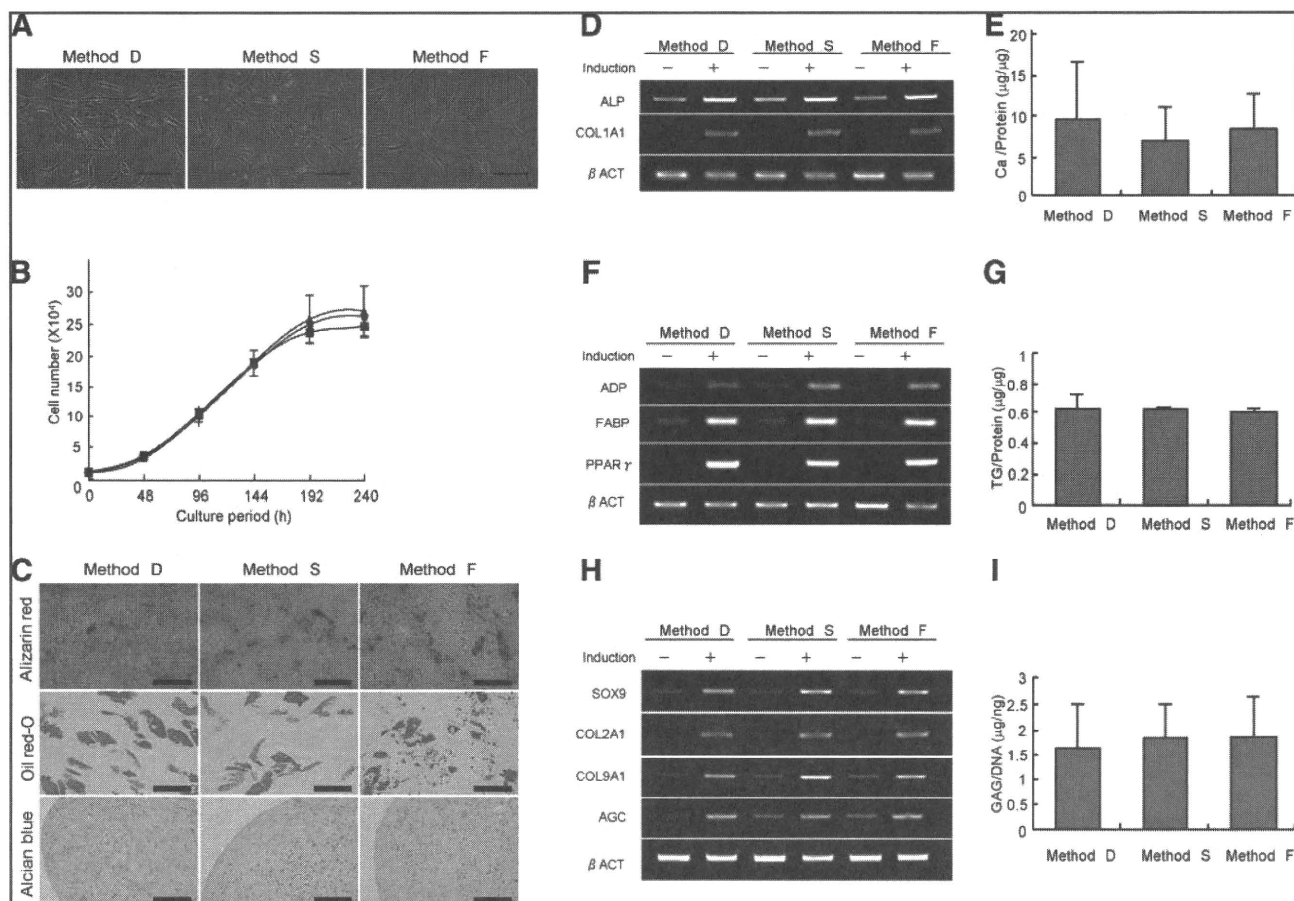 A
Method D Method S Method F
B
Cell number (X10⁴)
30
25
20
15
10
5
0
0 48 96 144 192 240
Culture period (h)
C
Method D Method S Method F
Alizarin red
Oil red-O
Alcian blue
D
Method D Method S Method F
Induction − + − + − +
ALP
COL1A1
β ACT
E
Ca /Protein (μg/μg)
20
15
10
5
0
Method D Method S Method F
F
Method D Method S Method F
Induction − + − + − +
ADP
FABP
PPAR γ
β ACT
G
TG/Protein (μg/μg)
1
0.8
0.6
0.4
0.2
0
Method D Method S Method F
H
Method D Method S Method F
Induction − + − + − +
SOX9
COL2A1
COL9A1
AGC
β ACT
I
GAG/DNA (μg/ng)
3
2.5
2
1.5
1
0.5
0
Method D Method S Method F